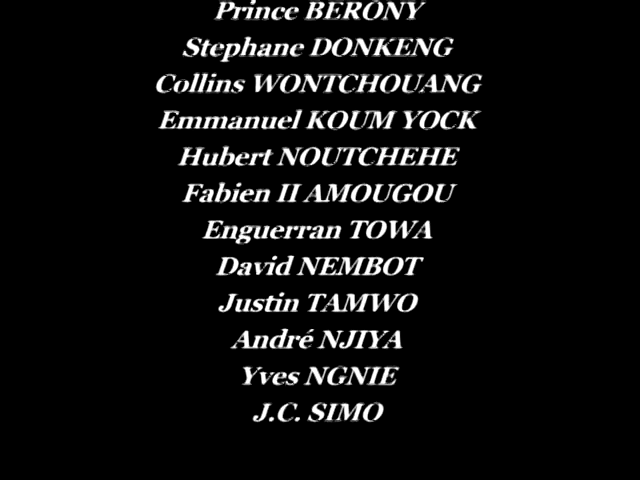 Prince BERONY
Stephane DONKENG
Collins WONTCHOUANG
Emmanuel KOUM YOCK
Hubert NOUTCHEHE
Fabien II AMOUGOU
Enguerran TOWA
David NEMBOT
Justin TAMWO
André NJIYA
Yves NGNIE
J.C. SIMO